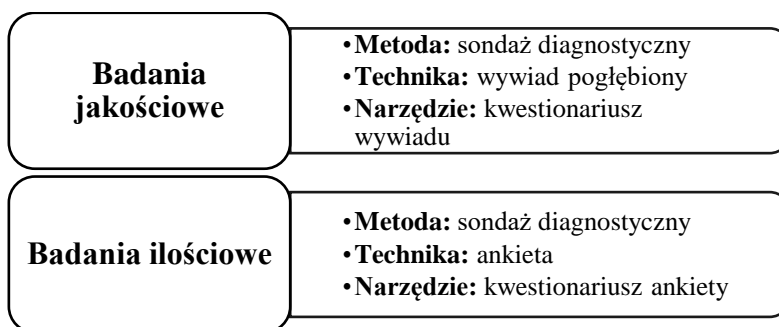 Badania
jakościowe
•Metoda: sondaż diagnostyczny
•Technika: wywiad pogłębiony
•Narzędzie: kwestionariusz
wywiadu
Badania ilościowe
•Metoda: sondaż diagnostyczny
•Technika: ankieta
•Narzędzie: kwestionariusz ankiety